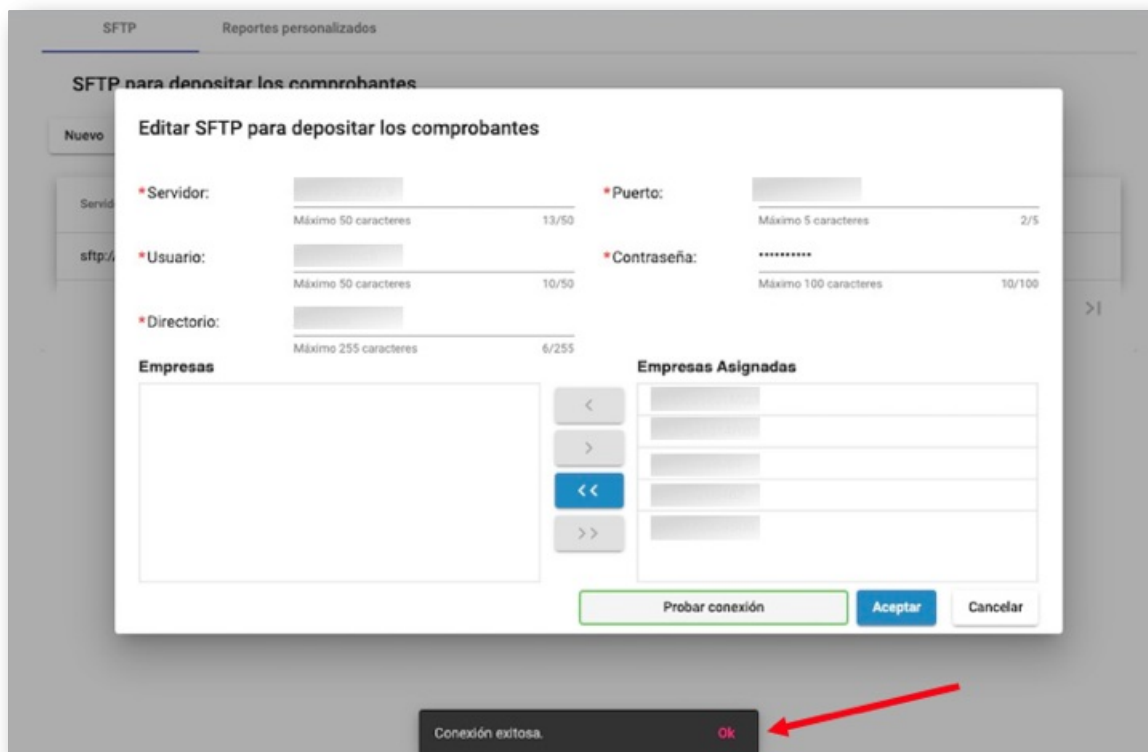 SFTP Reportes personalizados
SFTP para depositar los comprobantes
Nuevo
Editar SFTP para depositar los comprobantes
*Servidor: *Puerto:
Máximo 50 caracteres 13/50 Máximo 5 caracteres 2/5
sftp:/
*Usuario: *Contraseña: ••••••••••
Máximo 50 caracteres 10/50 Máximo 100 caracteres 10/100
>|
*Directorio:
Máximo 255 caracteres 6/255
Empresas Empresas Asignadas
<
>
<<
>>
Probar conexión Aceptar Cancelar
Conexión exitosa. Ok